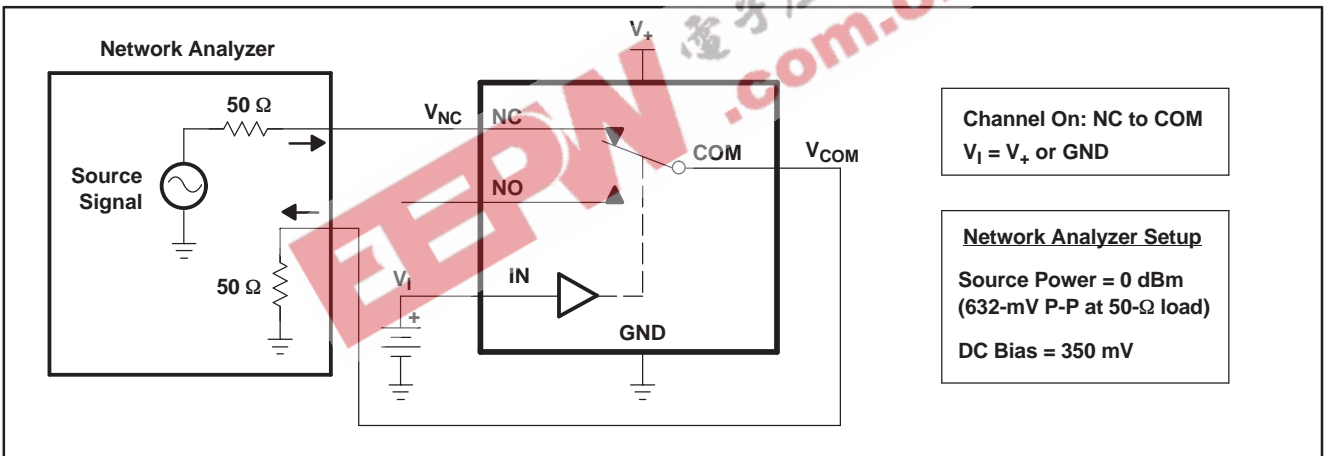 Network Analyzer
50 Ω
Source
Signal
50 Ω
V+
VNC
NC
COM
VCOM
NO
VI
IN
+
GND
Channel On: NC to COM
VI = V+ or GND
Network Analyzer Setup
Source Power = 0 dBm
(632-mV P-P at 50-Ω load)
DC Bias = 350 mV
EEPW
.com.c